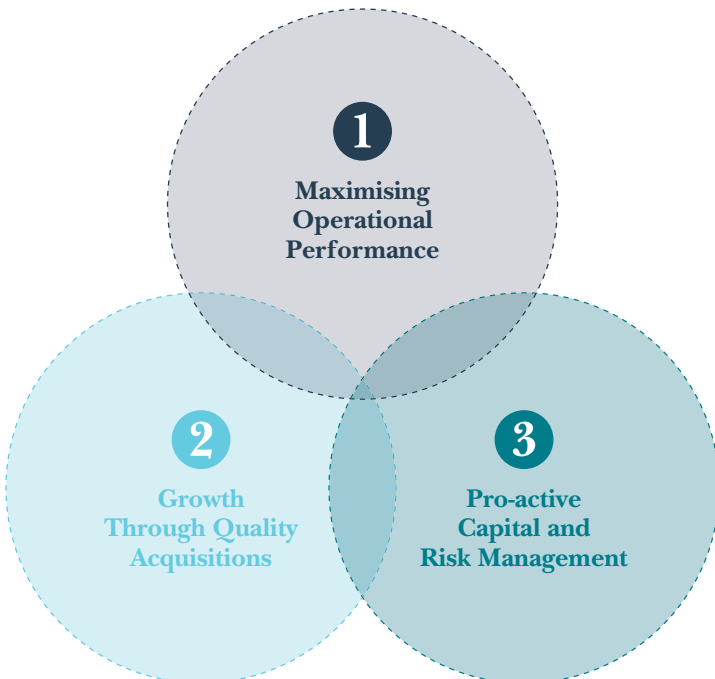 1
Maximising
Operational
Performance
2
Growth
Through Quality
Acquisitions
3
Pro-active
Capital and
Risk Management